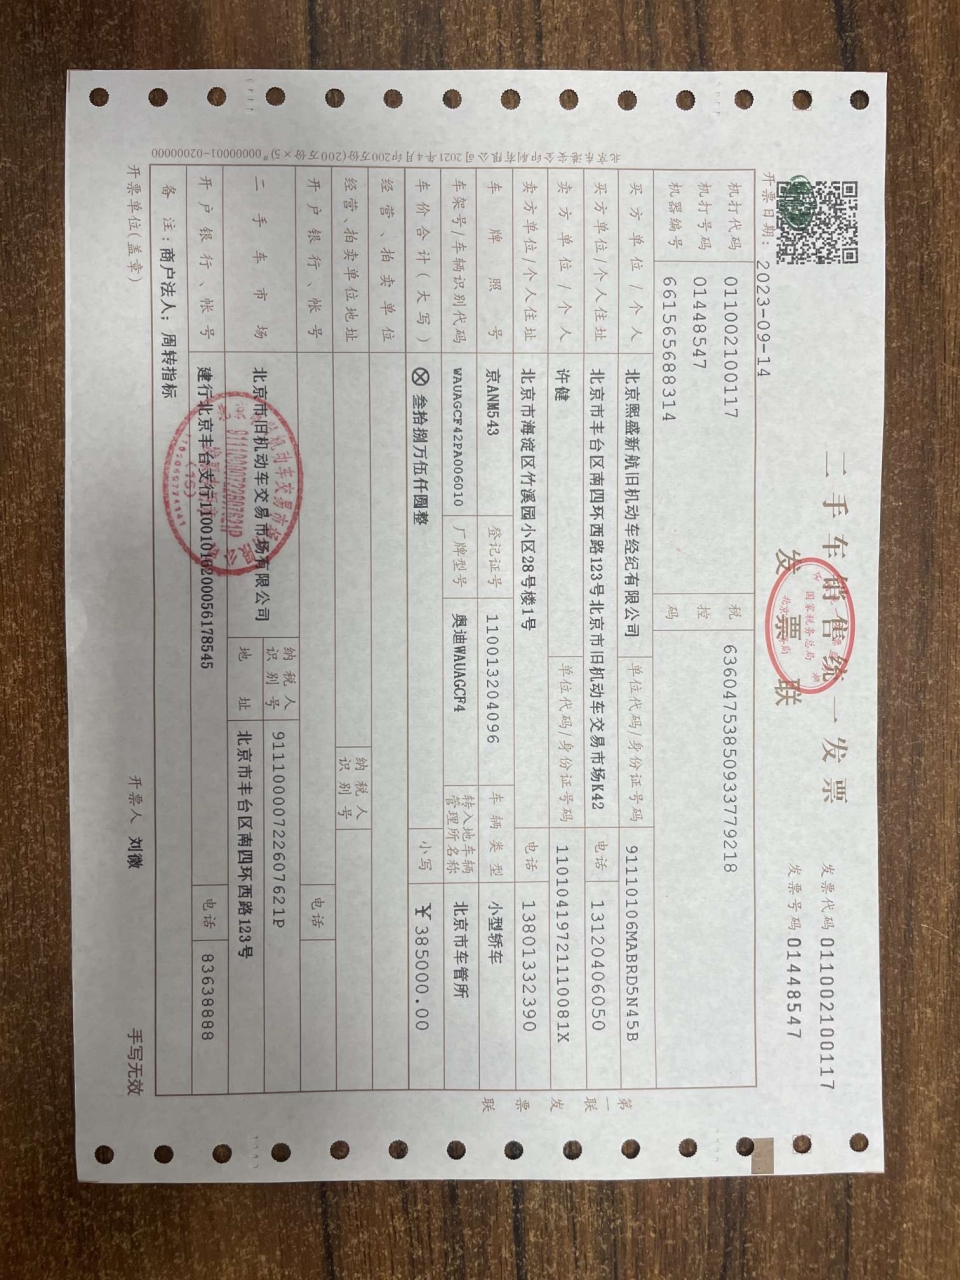 二手车销售统一发票
发票联
发票代码 011002100117
发票号码 01448547
开票日期: 2023-09-14
机打代码 011002100117
机打号码 01448547
机器编号 661565688314
税控码 63604753850933779218
买方单位/个人 北京熙盛新航旧机动车经纪有限公司 单位代码/身份证号码 91110106MABRD5N45B
买方单位/个人住址 北京市丰台区南四环西路123号北京市旧机动车交易市场K42 电话 13120406050
卖方单位/个人 许健 单位代码/身份证号码 11010419721110081X
卖方单位/个人住址 北京市海淀区竹溪园小区28号楼1号 电话 13801332390
车牌照号 京ANM543 登记证号 110013204096 车辆类型 小型轿车
车架号/车辆识别代码 WAUAGCF42PA006010 厂牌型号 奥迪WAUAGCF4 转入地车辆管理所名称 北京市车管所
车价合计(大写) ⊗叁拾捌万伍仟圆整 小写 ¥385000.00
经营、拍卖单位
经营、拍卖单位地址 纳税人识别号
开户银行、帐号 电话
二手车市场 北京市旧机动车交易市场有限公司 纳税人识别号 91110000722607621P
地址 北京市丰台区南四环西路123号
开户银行、帐号 建行北京丰台支行11001016200056178545 电话 83638888
备注: 商户法人: 周转指标
开票单位(盖章) 开票人 刘微 手写无效
第一联 发票联
国家税务总局
91110000722607621P